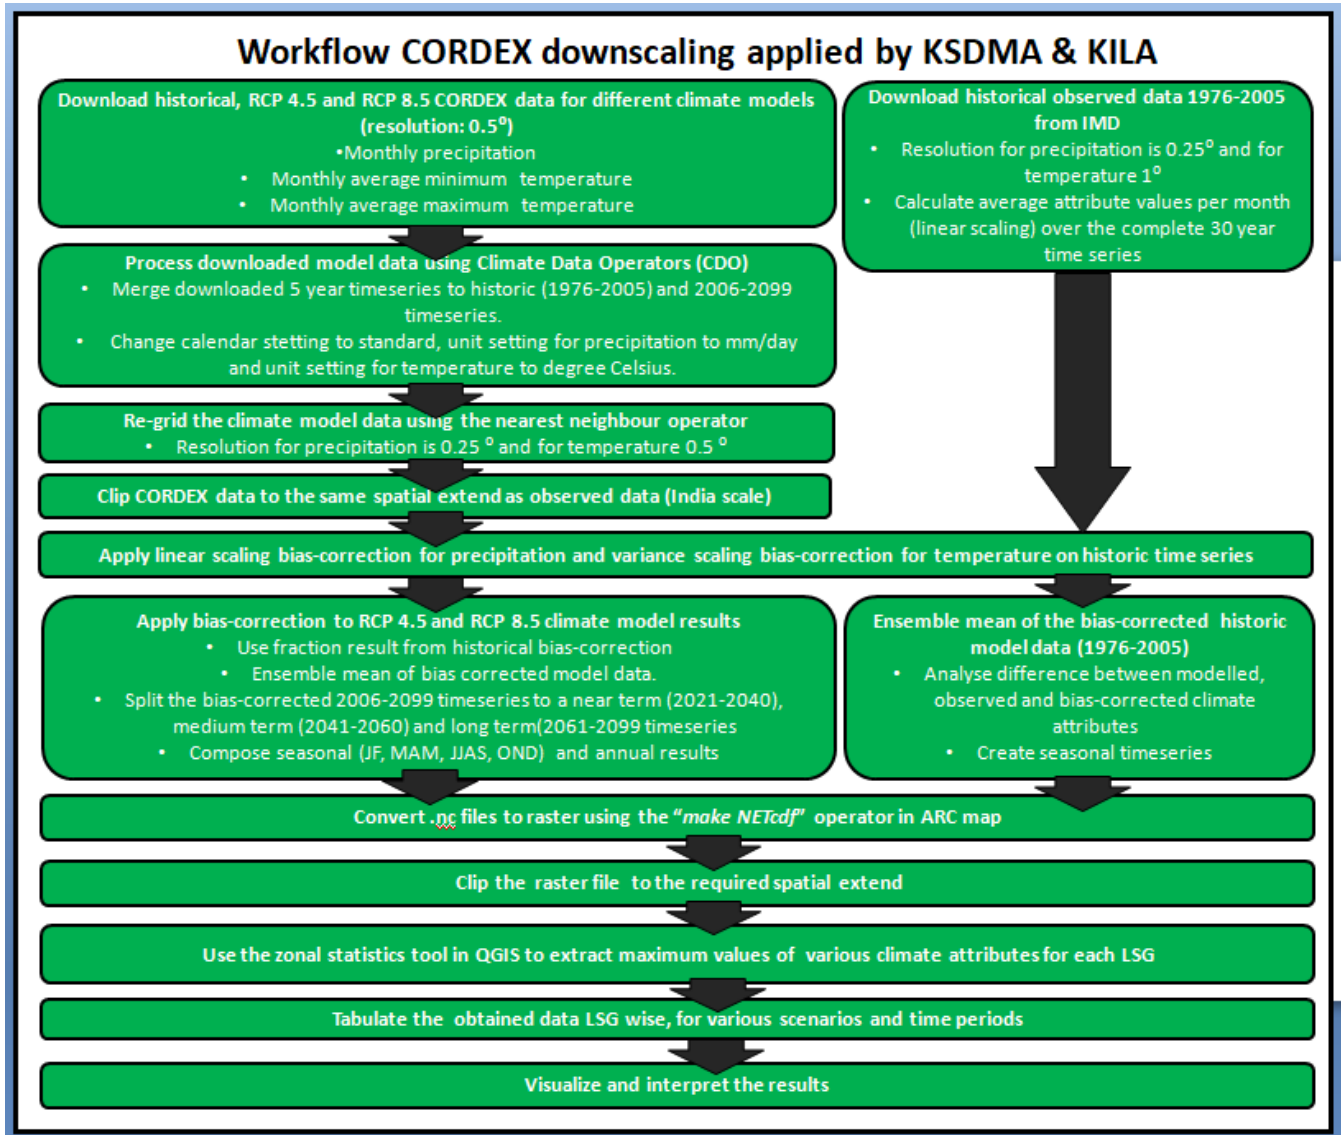 Workflow CORDEX downscaling applied by KSDMA & KILA
Download historical, RCP 4.5 and RCP 8.5 CORDEX data for different climate models
(resolution: 0.5⁰)
•Monthly precipitation
• Monthly average minimum temperature
• Monthly average maximum temperature
Download historical observed data 1976-2005
from IMD
• Resolution for precipitation is 0.25⁰ and for
temperature 1⁰
• Calculate average attribute values per month
(linear scaling) over the complete 30 year
time series
Process downloaded model data using Climate Data Operators (CDO)
• Merge downloaded 5 year timeseries to historic (1976-2005) and 2006-2099
timeseries.
• Change calendar stetting to standard, unit setting for precipitation to mm/day
and unit setting for temperature to degree Celsius.
Re-grid the climate model data using the nearest neighbour operator
• Resolution for precipitation is 0.25 ⁰ and for temperature 0.5 ⁰
Clip CORDEX data to the same spatial extend as observed data (India scale)
Apply linear scaling bias-correction for precipitation and variance scaling bias-correction for temperature on historic time series
Apply bias-correction to RCP 4.5 and RCP 8.5 climate model results
• Use fraction result from historical bias-correction
• Ensemble mean of bias corrected model data.
• Split the bias-corrected 2006-2099 timeseries to a near term (2021-2040),
medium term (2041-2060) and long term(2061-2099 timeseries
• Compose seasonal (JF, MAM, JJAS, OND) and annual results
Ensemble mean of the bias-corrected historic
model data (1976-2005)
• Analyse difference between modelled,
observed and bias-corrected climate
attributes
• Create seasonal timeseries
Convert .nc files to raster using the “make NETcdf” operator in ARC map
Clip the raster file to the required spatial extend
Use the zonal statistics tool in QGIS to extract maximum values of various climate attributes for each LSG
Tabulate the obtained data LSG wise, for various scenarios and time periods
Visualize and interpret the results